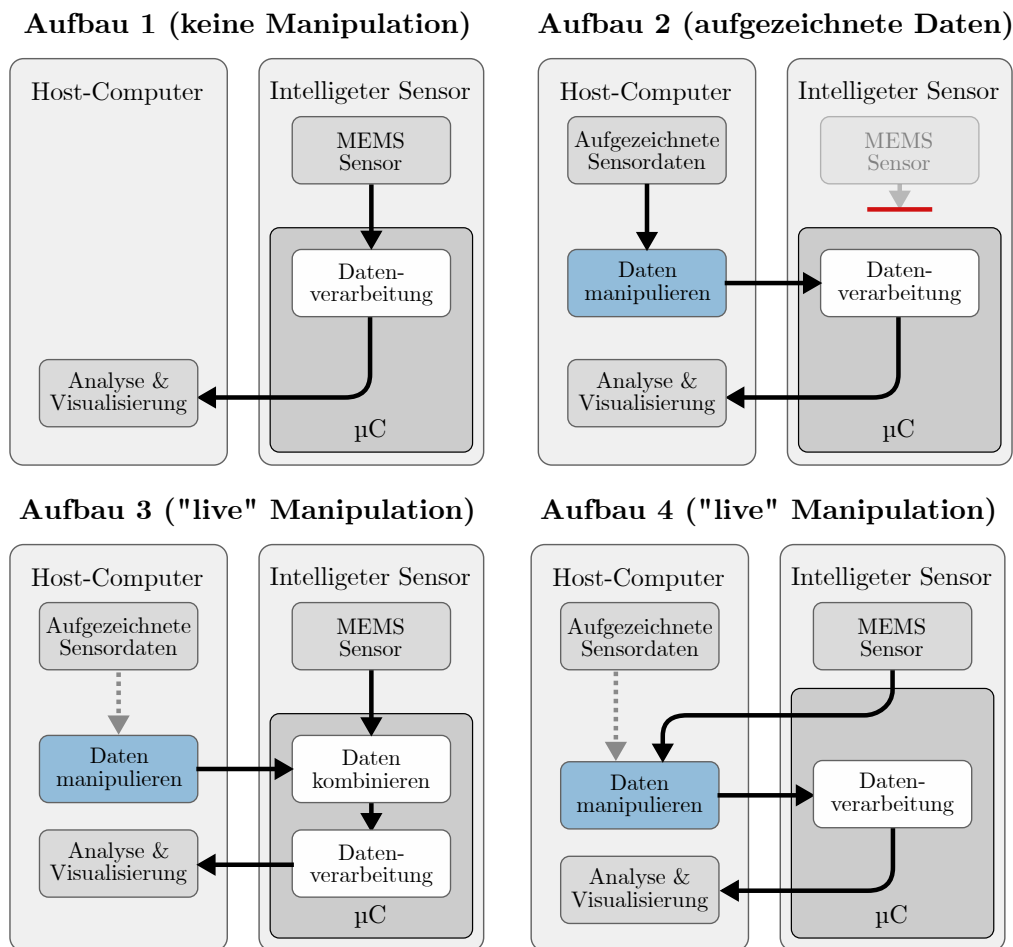 Aufbau 1 (keine Manipulation)
Host-Computer
Intelligeter Sensor
MEMS
Sensor
Daten-
verarbeitung
Analyse &
Visualisierung
µC
Aufbau 2 (aufgezeichnete Daten)
Host-Computer
Intelligeter Sensor
Aufgezeichnete
Sensordaten
MEMS
Sensor
Daten
manipulieren
Daten-
verarbeitung
Analyse &
Visualisierung
µC
Aufbau 3 ("live" Manipulation)
Host-Computer
Intelligeter Sensor
Aufgezeichnete
Sensordaten
MEMS
Sensor
Daten
manipulieren
Daten
kombinieren
Analyse &
Visualisierung
Daten-
verarbeitung
µC
Aufbau 4 ("live" Manipulation)
Host-Computer
Intelligeter Sensor
Aufgezeichnete
Sensordaten
MEMS
Sensor
Daten
manipulieren
Daten-
verarbeitung
Analyse &
Visualisierung
µC